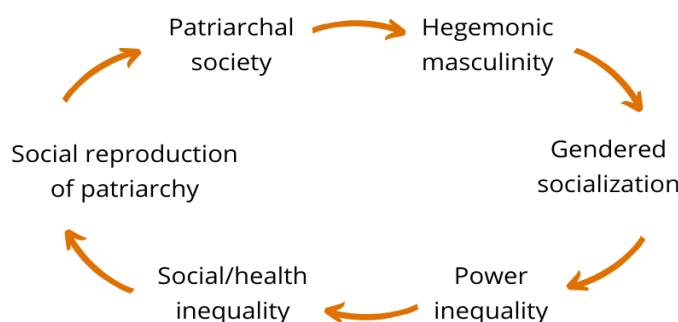 Patriarchal
society
Hegemonic
masculinity
Gendered
socialization
Power
inequality
Social/health
inequality
Social reproduction
of patriarchy